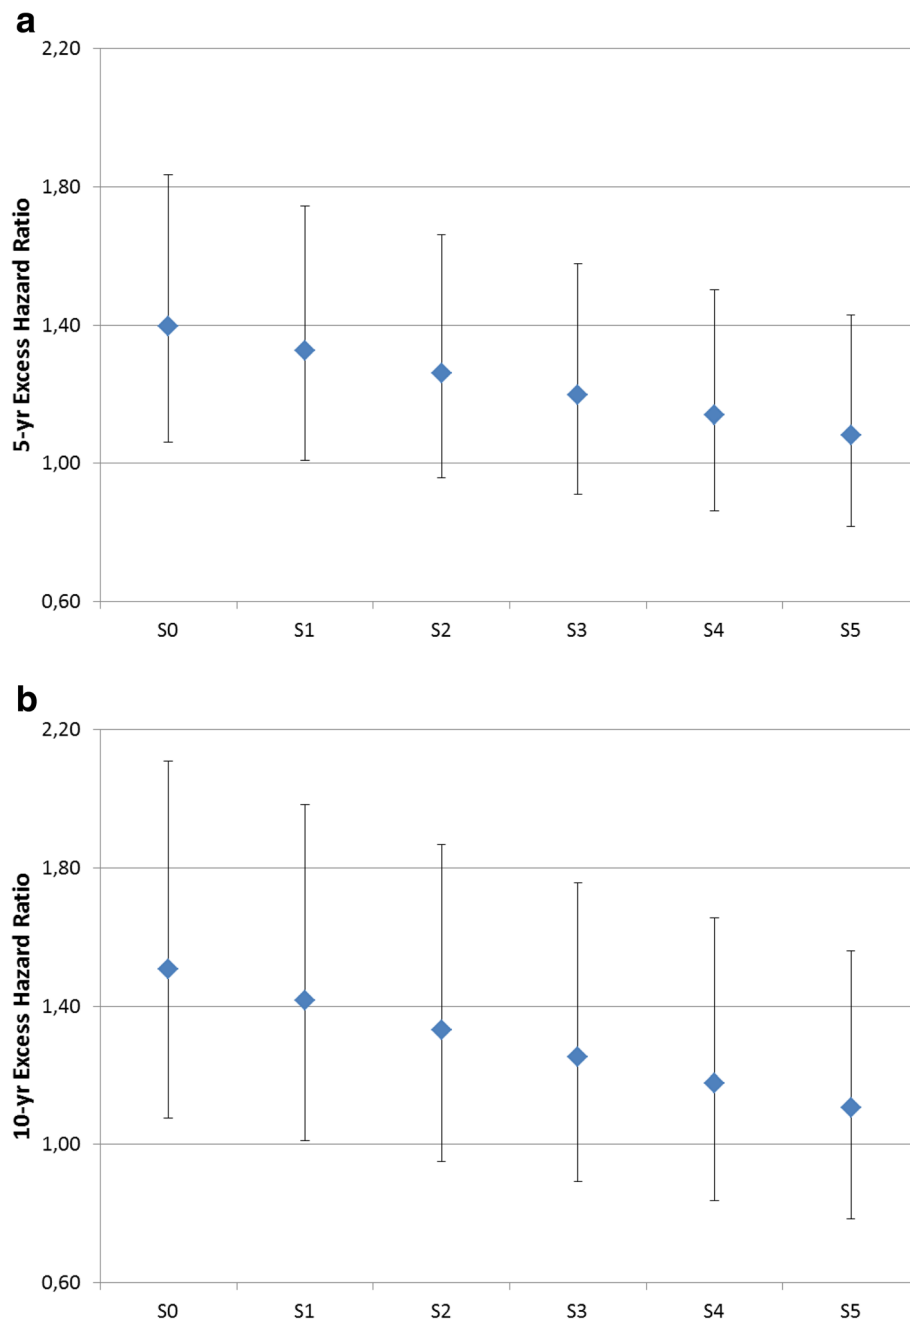 a
5-yr Excess Hazard Ratio
2,20
1,80
1,40
1,00
0,60
S0 S1 S2 S3 S4 S5
b
10-yr Excess Hazard Ratio
2,20
1,80
1,40
1,00
0,60
S0 S1 S2 S3 S4 S5